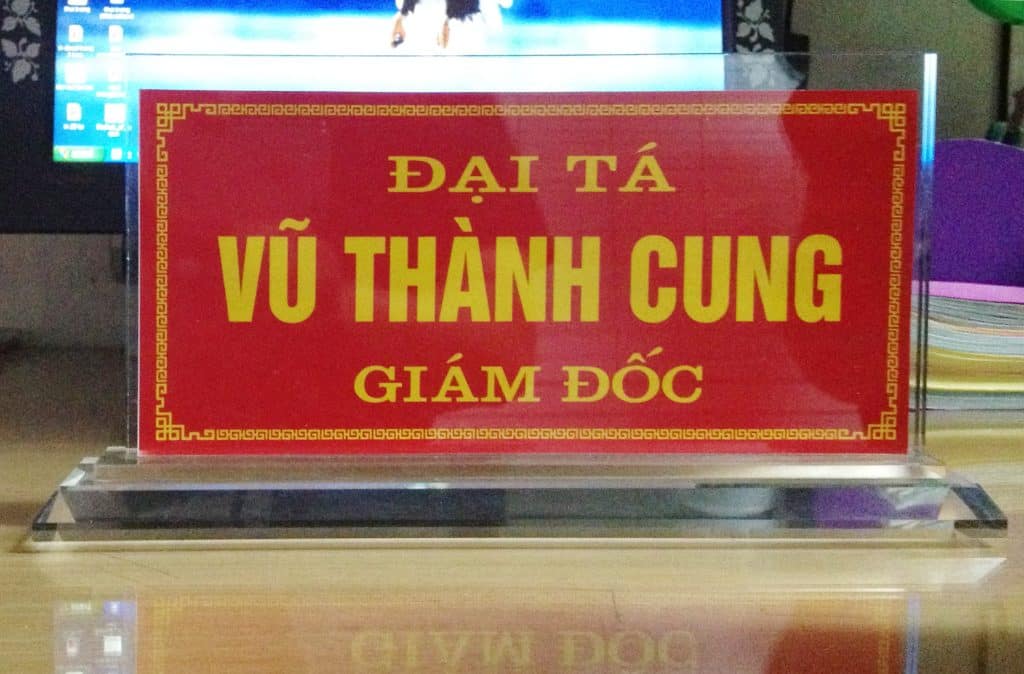 ĐẠI TÁ
VŨ THÀNH CUNG
GIÁM ĐỐC